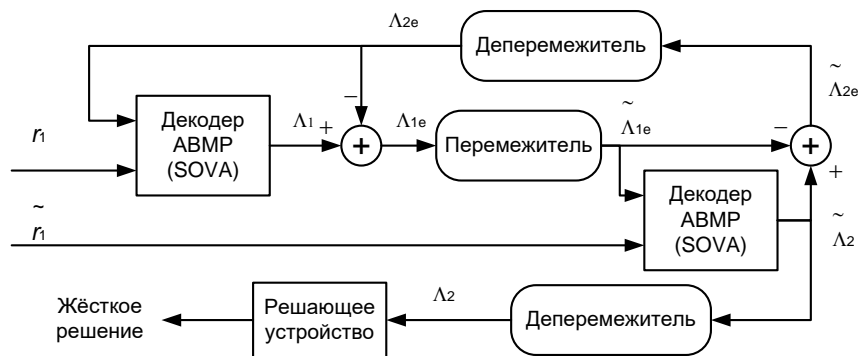 Λ2e
Деперемежитель
~
Λ2e
−
Декодер
АВМР
(SOVA)
Λ1
+
+
Λ1e
Перемежитель
~
Λ1e
−
+
+
r1
~
r1
Декодер
АВМР
(SOVA)
~
Λ2
Жёсткое
решение
Решающее
устройство
Λ2
Деперемежитель